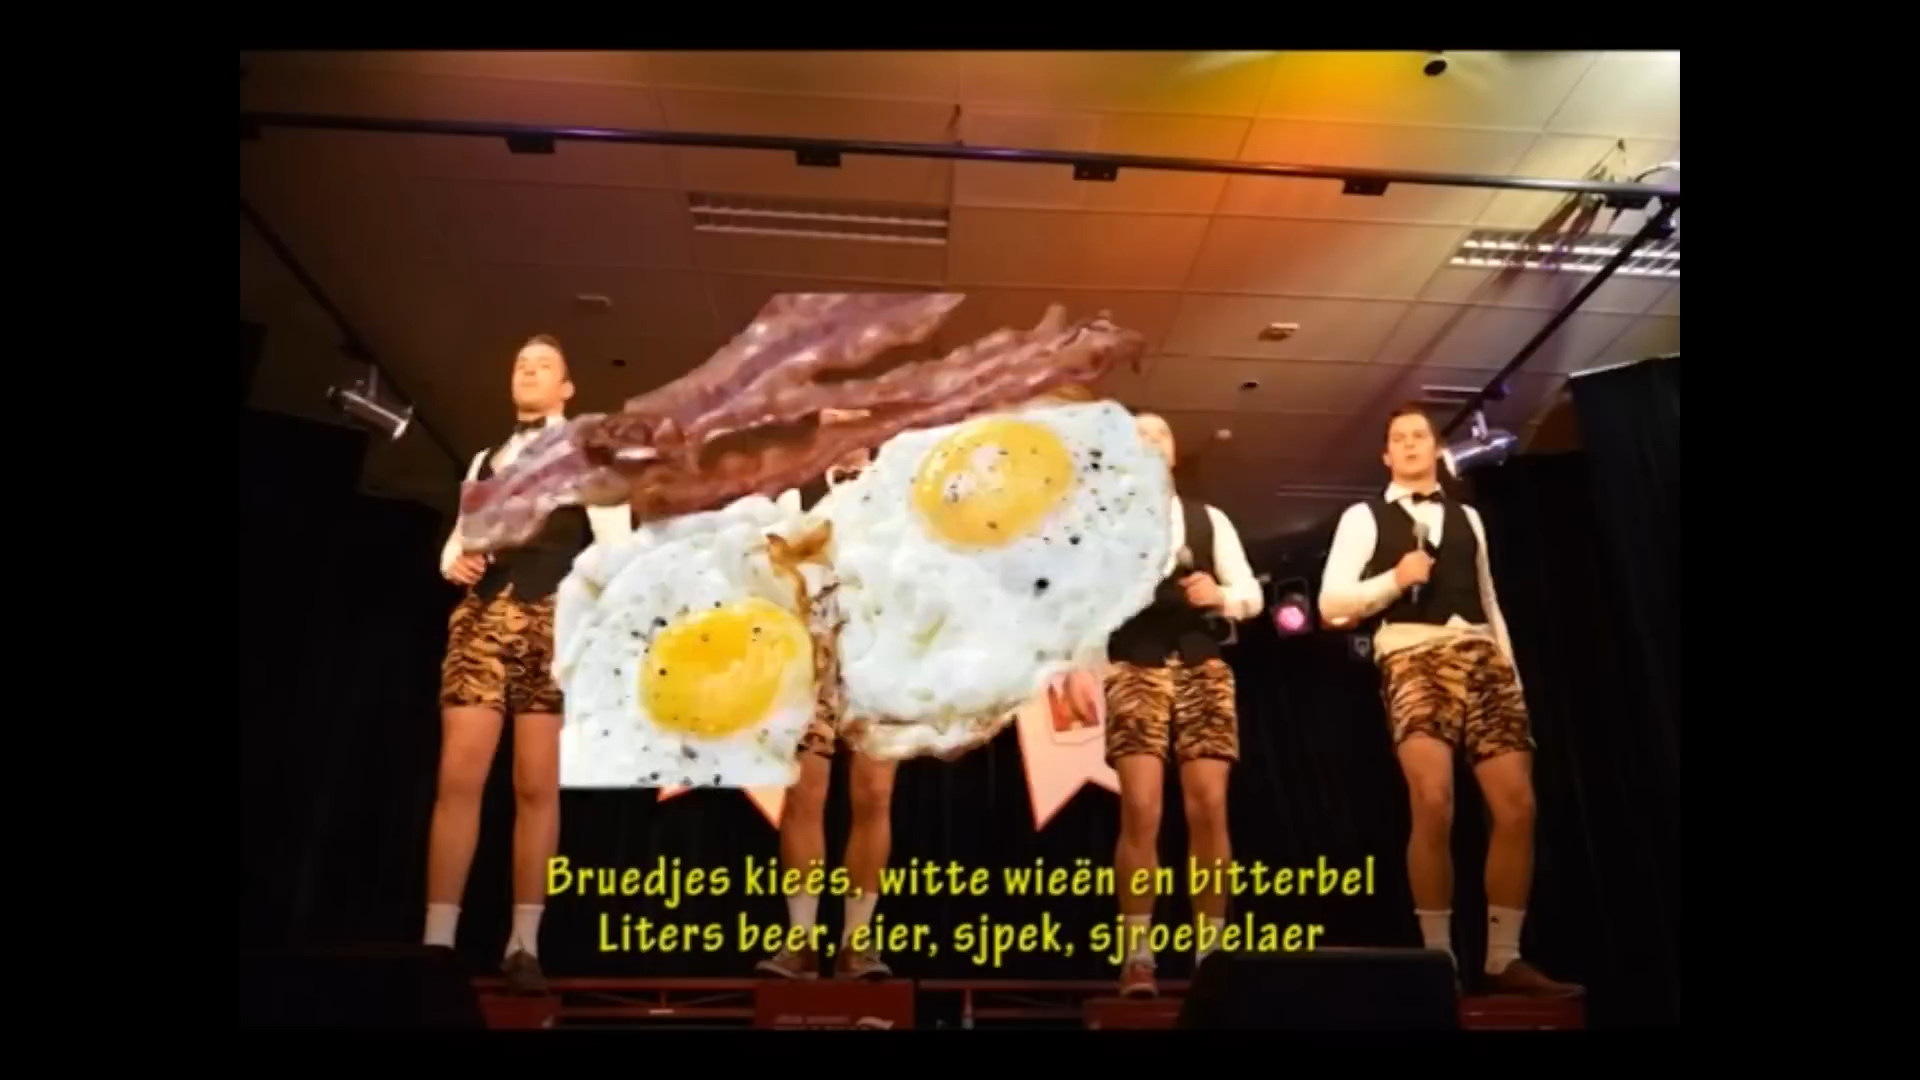 Bruedjes kieës, witte wieën en bitterbel
Liters beer, eier, sjpek, sjroebelaer